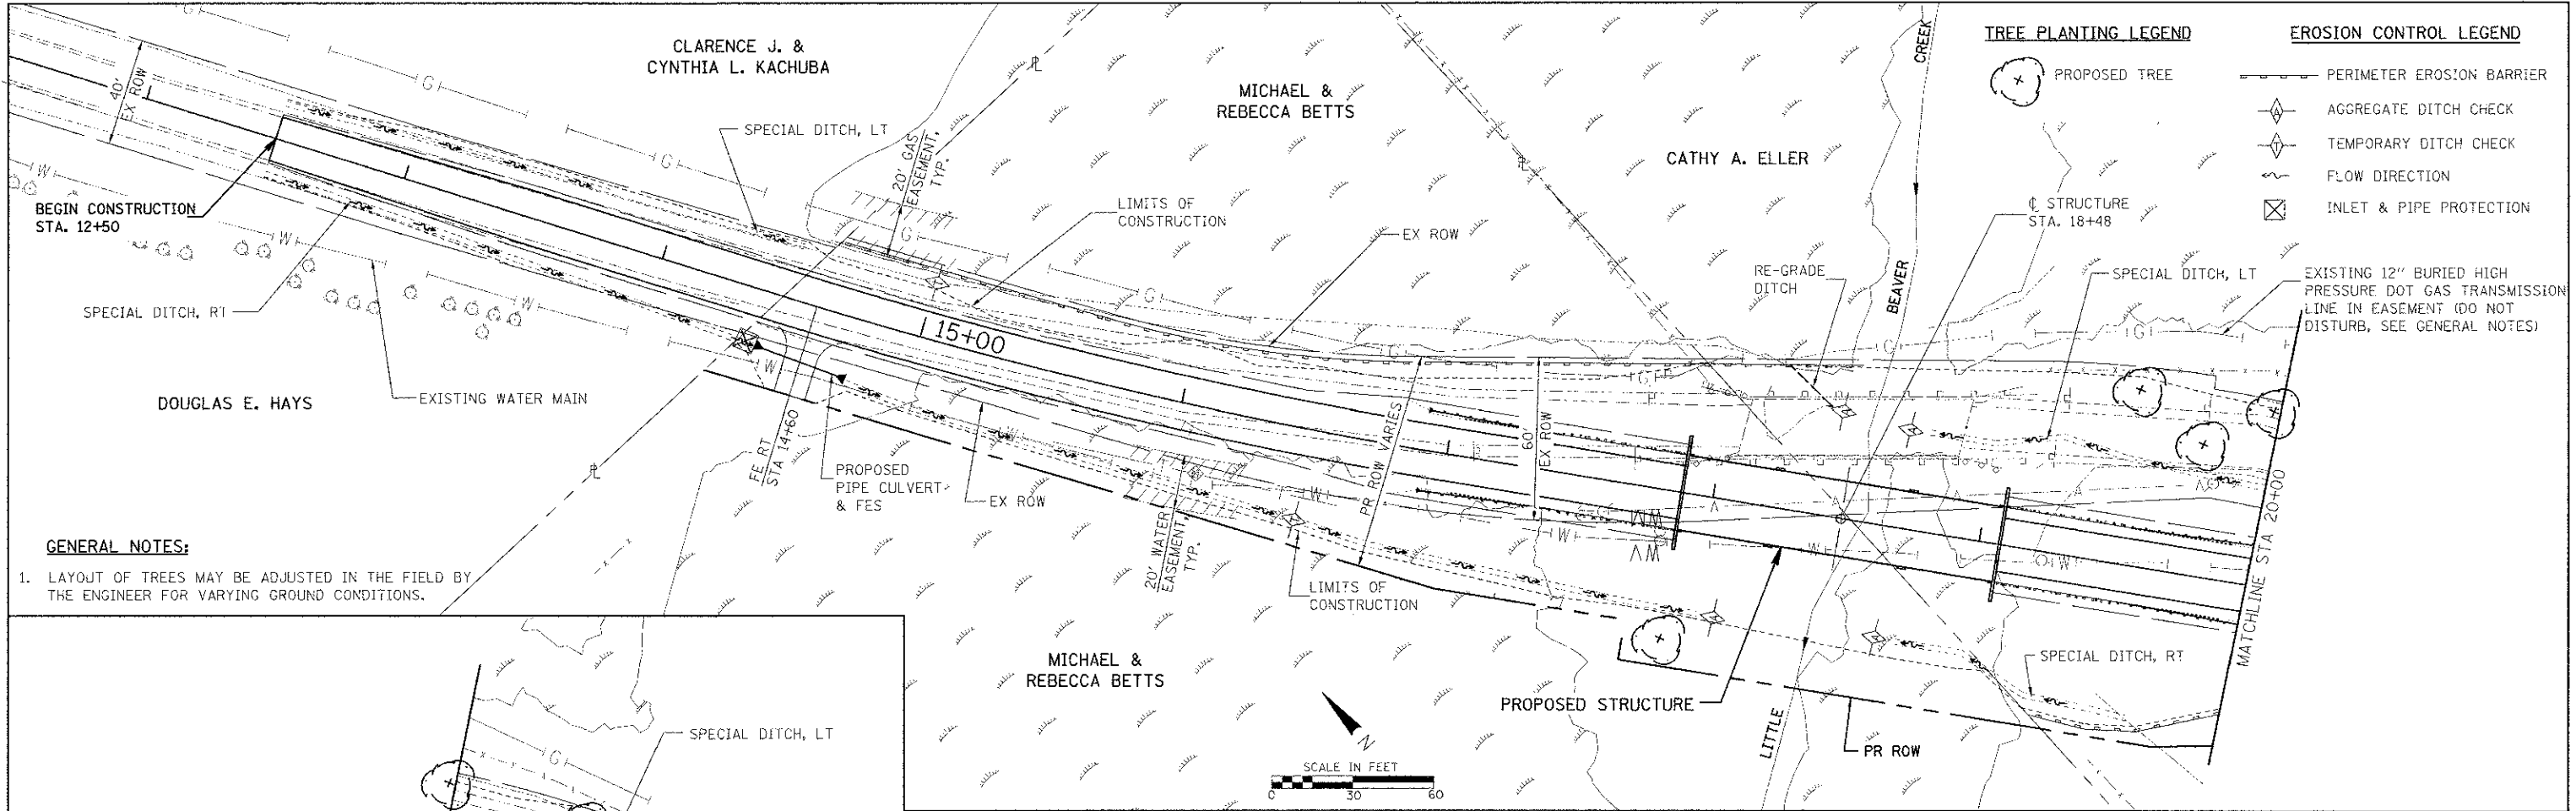 CLARENCE J. &
CYNTHIA L. KACHUBA
MICHAEL &
REBECCA BETTS
CATHY A. ELLER
CREEK
TREE PLANTING LEGEND
PROPOSED TREE
EROSION CONTROL LEGEND
PERIMETER EROSION BARRIER
AGGREGATE DITCH CHECK
TEMPORARY DITCH CHECK
FLOW DIRECTION
INLET & PIPE PROTECTION
40'
EX ROW
SPECIAL DITCH, LT
20' GAS
EASEMENT,
TYP.
LIMITS OF
CONSTRUCTION
EX ROW
BEGIN CONSTRUCTION
STA. 12+50
SPECIAL DITCH, RT
℄ STRUCTURE
STA. 18+48
RE-GRADE
DITCH
BEAVER
SPECIAL DITCH, LT
EXISTING 12" BURIED HIGH
PRESSURE DOT GAS TRANSMISSION
LINE IN EASEMENT (DO NOT
DISTURB, SEE GENERAL NOTES)
15+00
DOUGLAS E. HAYS
EXISTING WATER MAIN
FE RT
STA 14+60
PROPOSED
PIPE CULVERT
& FES
EX ROW
20' WATER
EASEMENT,
TYP.
PR ROW VARIES
60'
EX ROW
LIMITS OF
CONSTRUCTION
MATCHLINE STA 20+00
GENERAL NOTES:
1. LAYOUT OF TREES MAY BE ADJUSTED IN THE FIELD BY
THE ENGINEER FOR VARYING GROUND CONDITIONS.
MICHAEL &
REBECCA BETTS
SPECIAL DITCH, RT
PROPOSED STRUCTURE
LITTLE
PR ROW
SPECIAL DITCH, LT
N
SCALE IN FEET
0 30 60